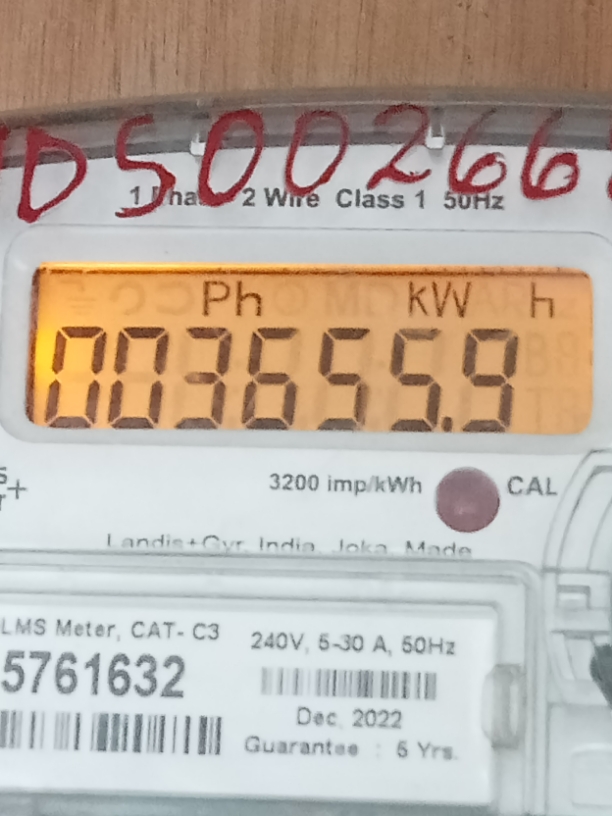 DS00266
1 Phase 2 Wire Class 1 50Hz
Ph kW h
003655.9
3200 imp/kWh CAL
Landis+Gyr, India, Joka, Made
LMS Meter, CAT- C3
240V, 5-30 A, 50Hz
5761632
Dec, 2022
Guarantee : 5 Yrs.